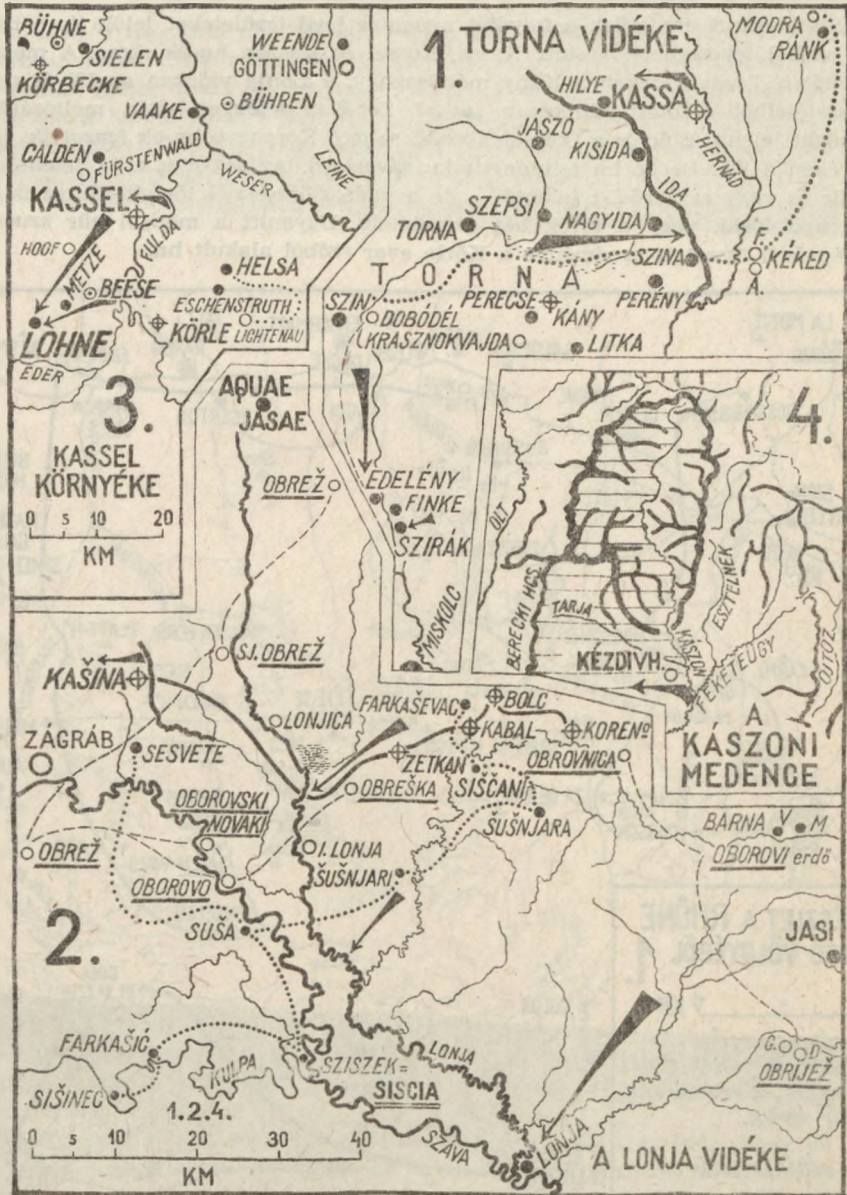 BÜHNE
SIELEN
KÖRBECKE
WEENDE
GÖTTINGEN
VAAKE
BÜHREN
CALDEN
FÜRSTENWALD
WESER
LEINE
KASSEL
FULDA
HOOF
METZE
BEESE
HELSA
ESCHENSTRUTH
LOHNE
KÖRLE
LICHTENAU
EDER
3.
KASSEL
KÖRNYÉKE
0 5 10 20
KM
1. TORNA VIDÉKE
MODRA
RÁNK
HILYE
KASSA
JÁSZÓ
KISIDA
HERNÁD
IDA
SZEPSI
TORNA
NAGYIDA
F.
KÉKED
Á.
SZINA
TORNA
SZIN
PERECSE
PERÉNY
DOBÓDÉL
KÁNY
KRASZNOKVAJDA
LITKA
EDELÉNY
FINKE
SZIRÁK
MISKOLC
4.
OLT
BERECKI HGS.
TARJA
ESZTELNEK
KÁSZON
KÉZDIVH.
FEKETEÜGY
OJTOZ
A
KÁSZONI
MEDENCE
AQUAE
JASAE
OBREŽ
SJ. OBREŽ
KAŠINA
LONJICA
FARKAŠEVAC
BOLC
KABAL
KORENº
ZÁGRÁB
SESVETE
ZETKAN
OBROVNICA
OBREŠKA
SIŠČANI
OBOROVSKI
NOVAKI
ŠUŠNJARA
BARNA V M
OBREŽ
I. LONJA
OBOROVI erdő
OBOROVO
ŠUŠNJARI
2.
SUŠA
JASI
FARKAŠIĆ
KULPA
SZISZEK=
SISCIA
LONJA
G. D
OBRIJEŽ
SIŠINEC
1.2.4.
0 10 20 30 40
KM
SZÁVA
LONJA
A LONJA VIDÉKE